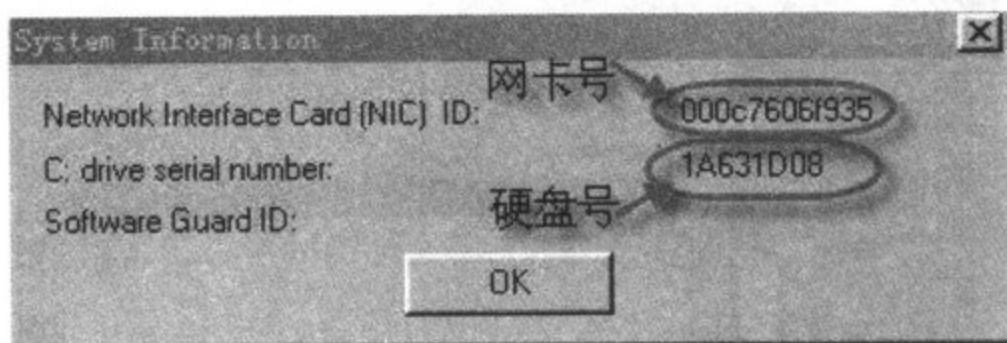 System Information
网卡号
Network Interface Card (NIC) ID: 000c7606f935
C: drive serial number: 1A631D08
Software Guard ID: 硬盘号
OK